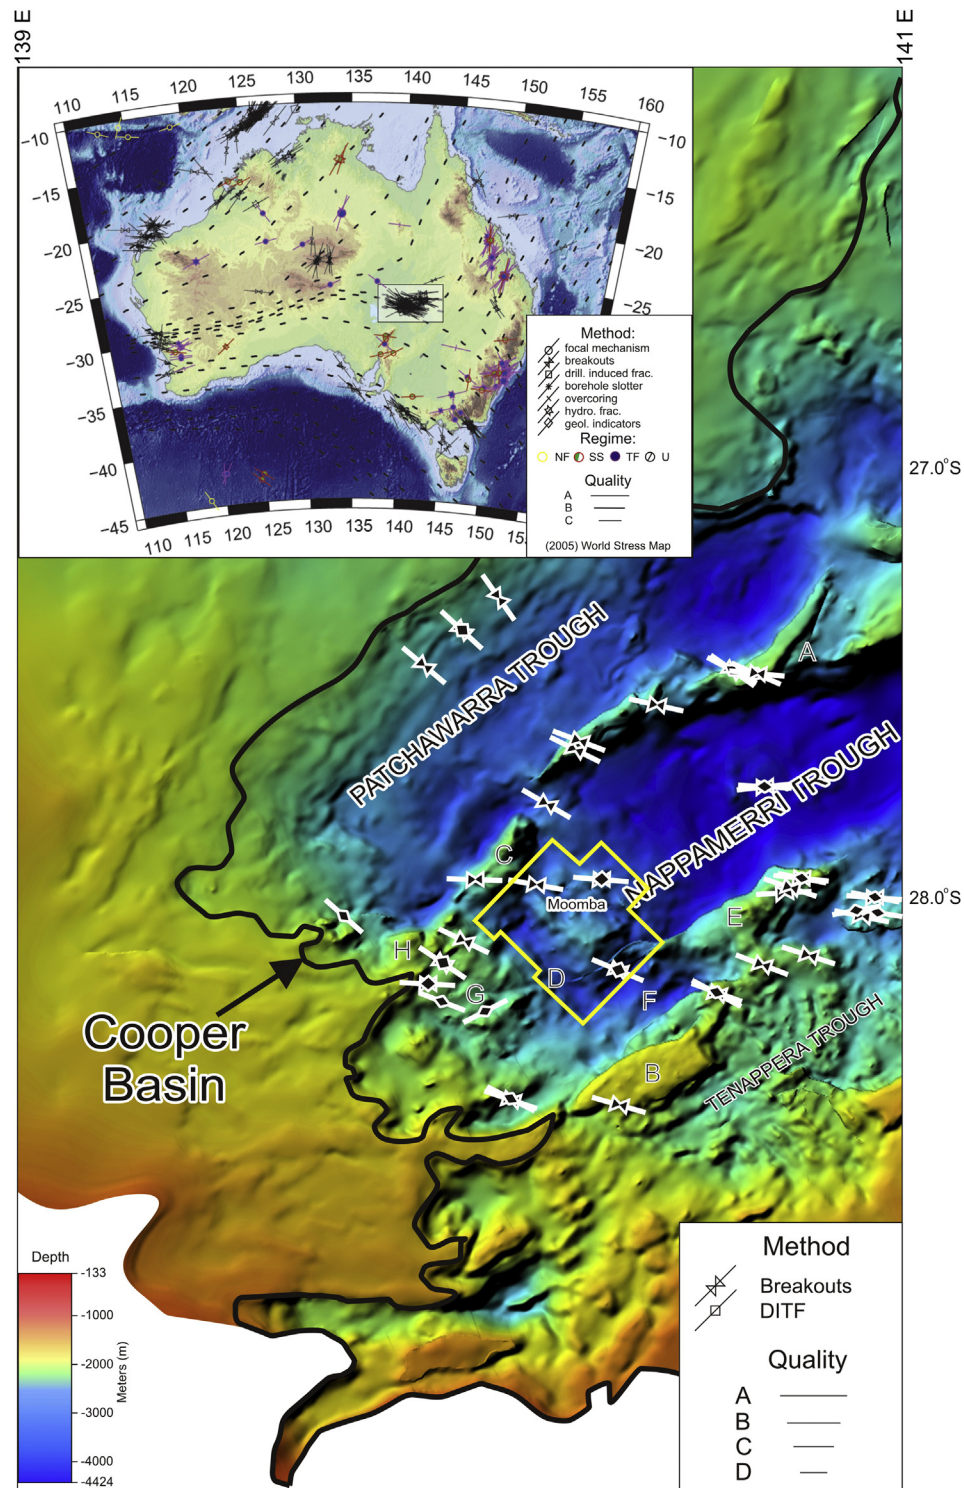 139 E
141 E
110
115
120
125
130
135
140
145
150
155
160
−10
−15
−20
−25
−30
−35
−40
−45
−10
−15
−20
−25
110
115
120
125
130
135
140
145
150
Method:
focal mechanism
breakouts
drill. induced frac.
borehole slotter
overcoring
hydro. frac.
geol. indicators
Regime:
NF SS TF U
Quality
A
B
C
(2005) World Stress Map
27.0°S
28.0°S
PATCHAWARRA TROUGH
NAPPAMERRI TROUGH
TENAPPERA TROUGH
A
C
Moomba
E
H
D
G
F
B
Cooper
Basin
Depth
-133
-1000
-2000
-3000
-4000
-4424
Meters (m)
Method
Breakouts
DITF
Quality
A
B
C
D